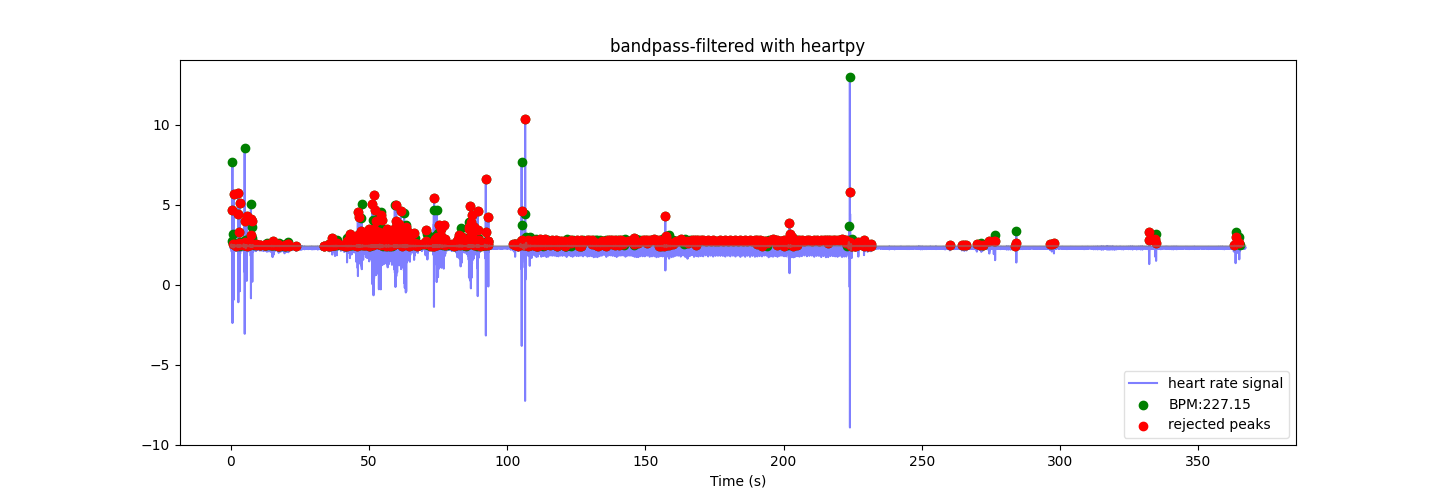 bandpass-filtered with heartpy
10
5
0
−5
−10
0
50
100
150
200
250
300
350
Time (s)
heart rate signal
BPM:227.15
rejected peaks